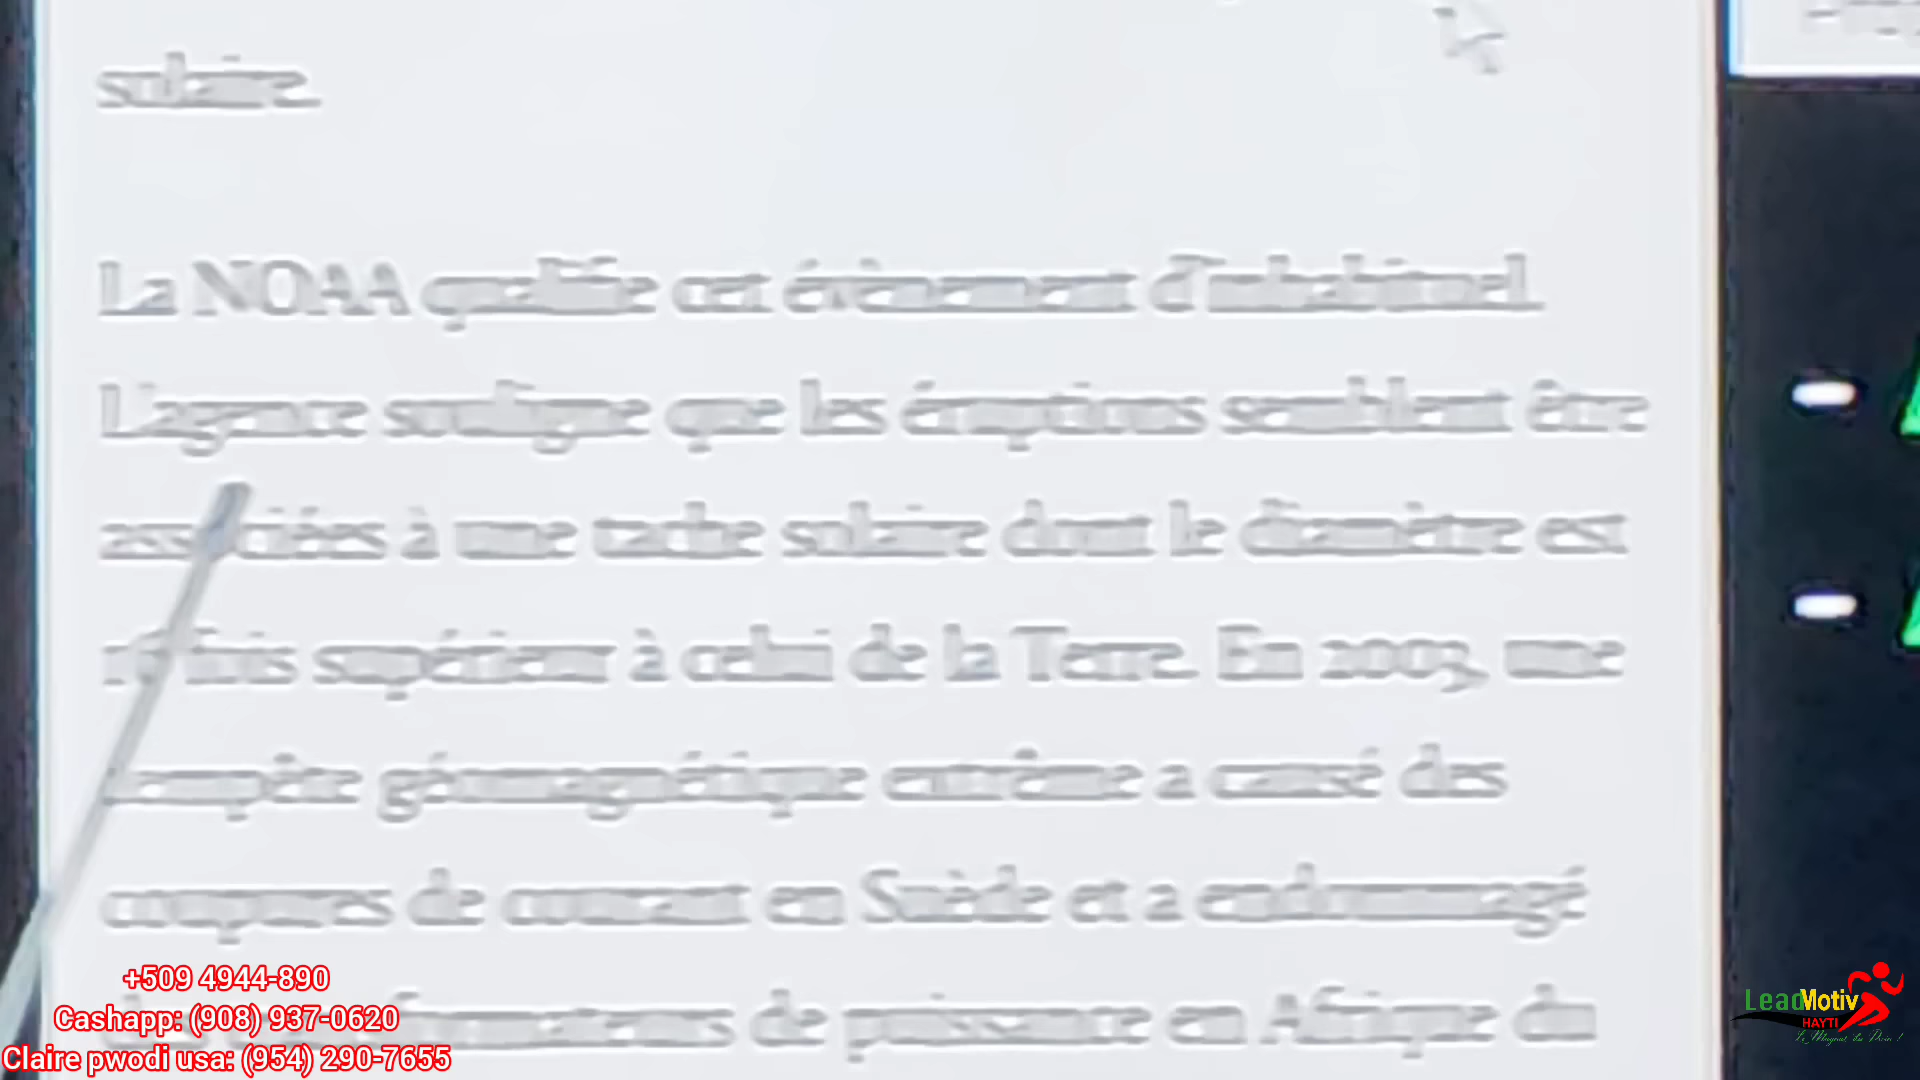 solaire.
La NOAA qualifie cet évènement d'inhabituel.
L'agence souligne que les éruptions semblent être
associées à une tache solaire dont le diamètre est
16 fois supérieur à celui de la Terre. En 2003, une
tempête géomagnétique extrême a causé des
coupures de courant en Suède et a endommagé
des transformateurs de puissance en Afrique du
+509 4944-890
Cashapp: (908) 937-0620
Claire pwodi usa: (954) 290-7655
LeadMotiv
HAYTI